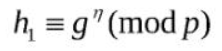 h₁ ≡ g^η (mod p)